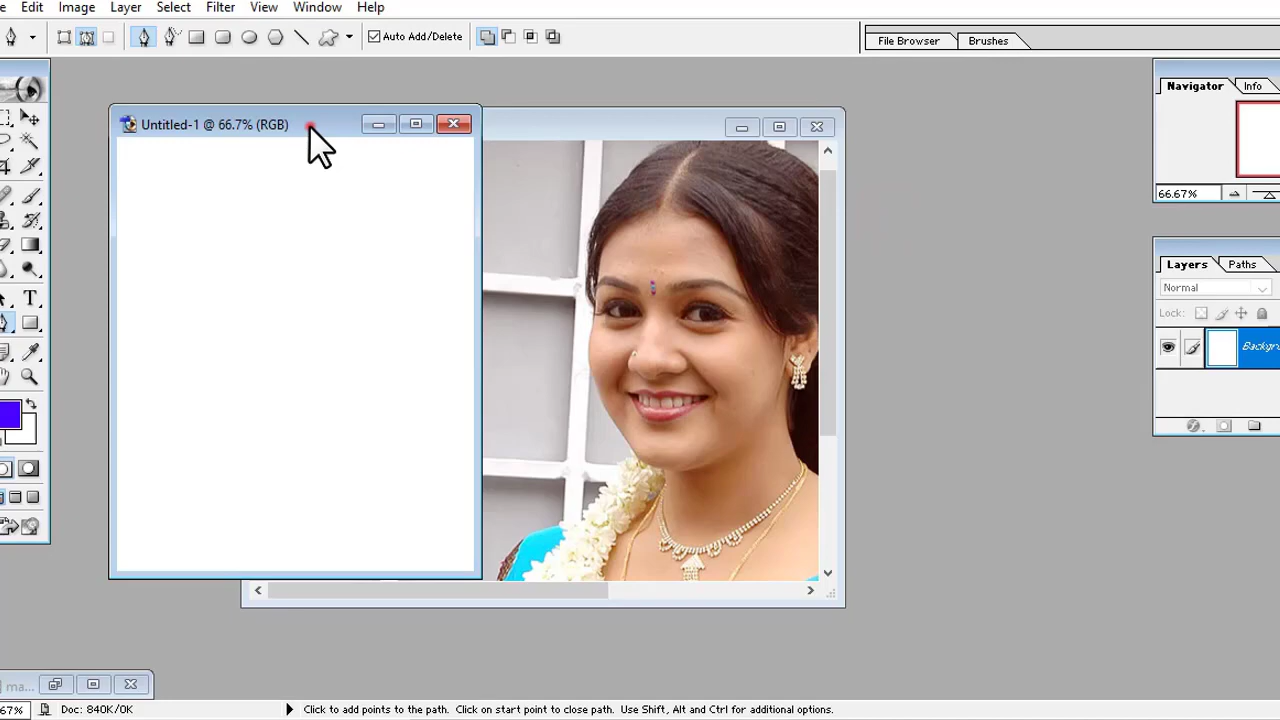 Edit Image Layer Select Filter View Window Help
Auto Add/Delete
File Browser Brushes
Untitled-1 @ 66.7% (RGB)
Navigator Info
66.67%
Layers Paths
Normal
Lock:
T
ma...
67% Doc: 840K/0K Click to add points to the path. Click on start point to close path. Use Shift, Alt and Ctrl for additional options.